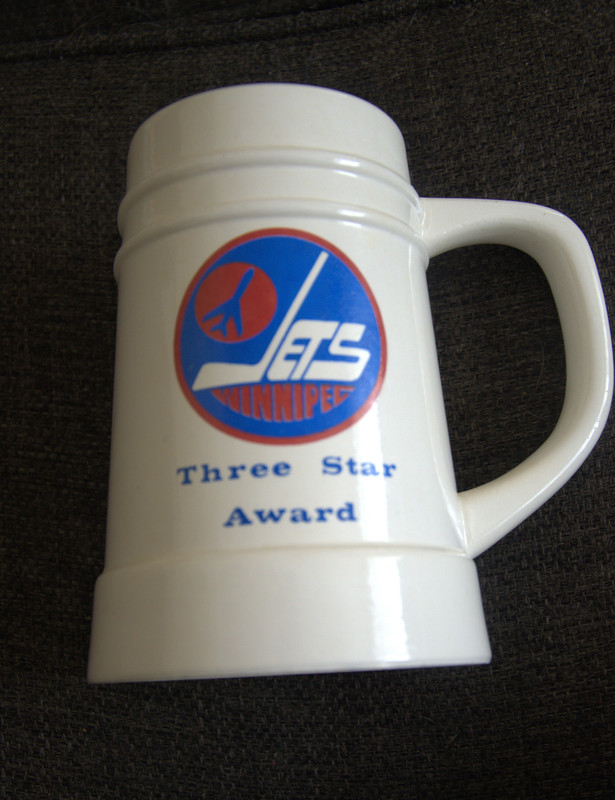 JETS
WINNIPEG
Three Star
Award